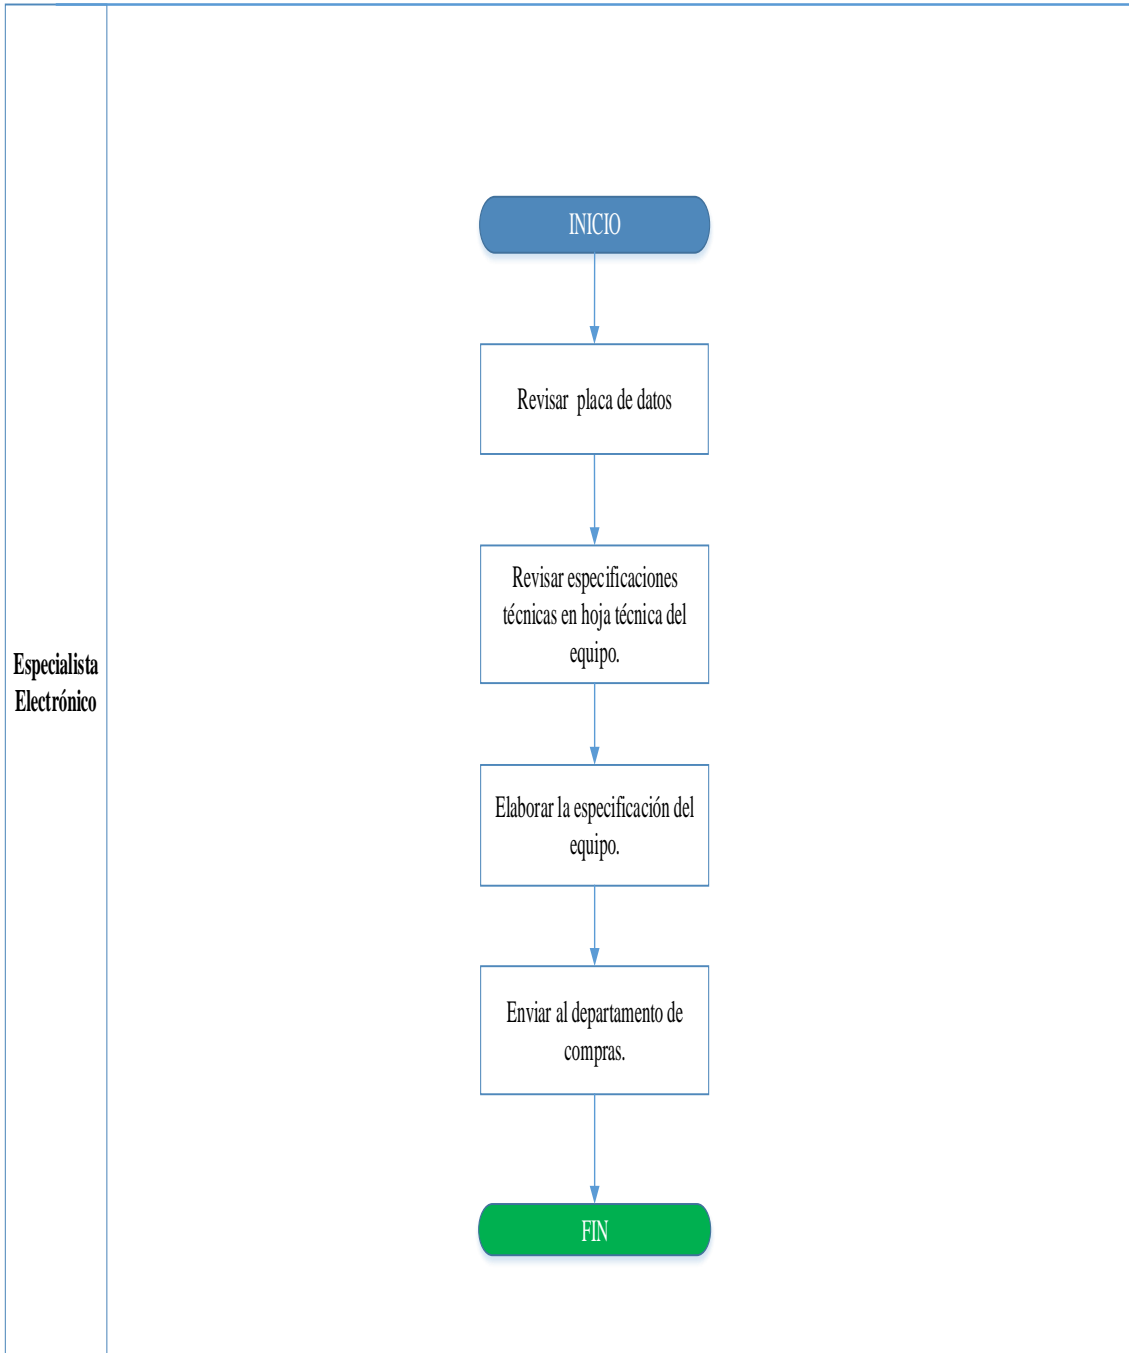 INICIO
Revisar  placa de datos
Revisar especificaciones
técnicas en hoja técnica del
equipo.
Especialista
Electrónico
Elaborar la especificación del
equipo.
Enviar al departamento de
compras.
FIN